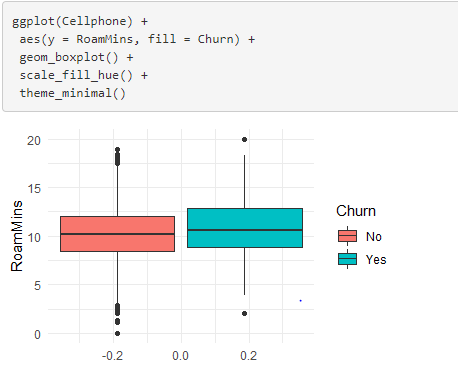 ggplot(Cellphone) +
aes(y = RoamMins, fill = Churn) +
geom_boxplot() +
scale_fill_hue() +
theme_minimal()
20
15
10
5
0
RoamMins
-0.2 0.0 0.2
Churn
No
Yes